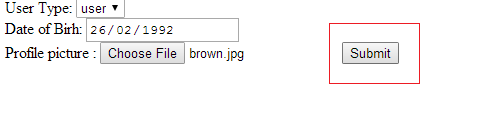 User Type: user
Date of Birh: 26/02/1992
Profile picture : Choose File brown.jpg
Submit